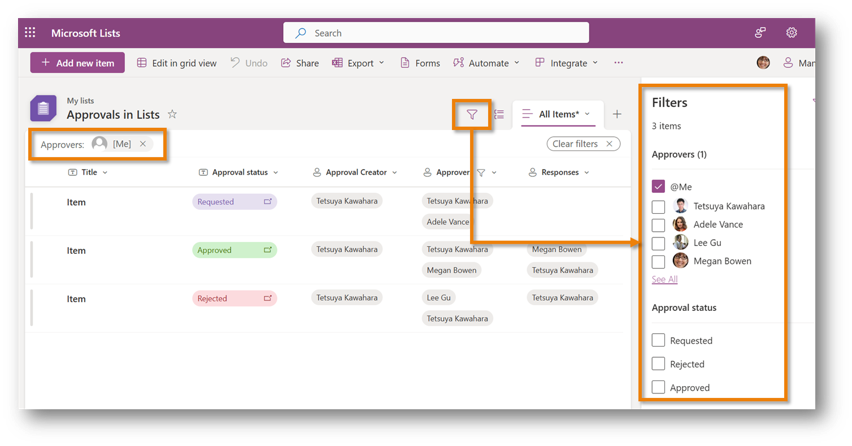 Microsoft Lists
Search
+ Add new item
Edit in grid view
Undo
Share
Export
Forms
Automate
Integrate
...
My lists
Approvals in Lists
All Items*
+
Approvers: [Me] ×
Clear filters ×
Title
Approval status
Approval Creator
Approvers
Responses
Item
Requested
Tetsuya Kawahara
Tetsuya Kawahara
Adele Vance
Item
Approved
Tetsuya Kawahara
Tetsuya Kawahara
Megan Bowen
Megan Bowen
Tetsuya Kawahara
Item
Rejected
Tetsuya Kawahara
Lee Gu
Tetsuya Kawahara
Tetsuya Kawahara
Filters
3 items
Approvers (1)
@Me
Tetsuya Kawahara
Adele Vance
Lee Gu
Megan Bowen
See All
Approval status
Requested
Rejected
Approved